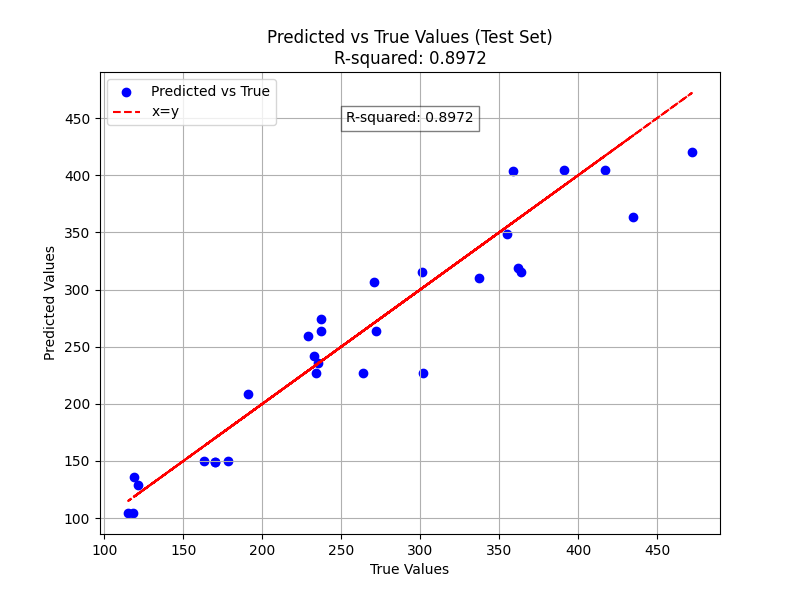 Predicted vs True Values (Test Set)
R-squared: 0.8972
Predicted vs True
x=y
R-squared: 0.8972
Predicted Values
450
400
350
300
250
200
150
100
100 150 200 250 300 350 400 450
True Values